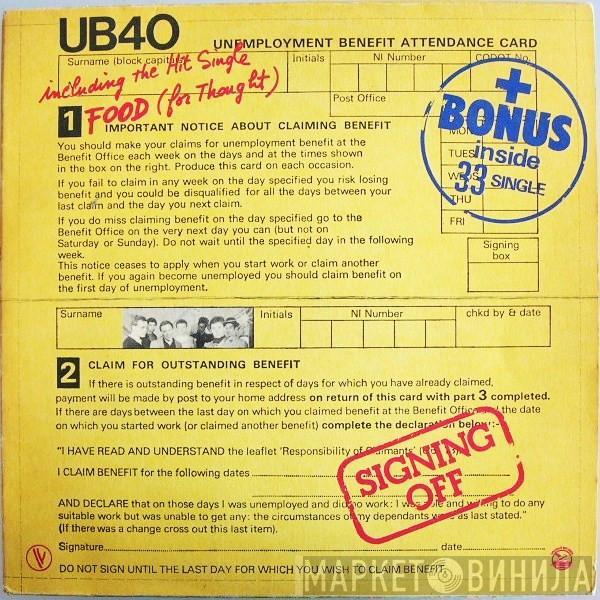 UB40
UNEMPLOYMENT BENEFIT ATTENDANCE CARD
Surname (block capitals)
Initials
NI Number
including the Hit Single
FOOD (for Thought)
Post Office
+
BONUS
inside
33 SINGLE
1
IMPORTANT NOTICE ABOUT CLAIMING BENEFIT
MON
TUES
WEDS
THU
FRI
You should make your claims for unemployment benefit at the
Benefit Office each week on the days and at the times shown
in the box on the right. Produce this card on each occasion.
If you fail to claim in any week on the day specified you risk losing
benefit and you could be disqualified for all the days between your
last claim and the day you next claim.
If you do miss claiming benefit on the day specified go to the
Benefit Office on the very next day you can (but not on
Saturday or Sunday). Do not wait until the specified day in the following
week.
This notice ceases to apply when you start work or claim another
benefit. If you again become unemployed you should claim benefit on
the first day of unemployment.
Signing
box
Surname
Initials
NI Number
chkd by & date
2
CLAIM FOR OUTSTANDING BENEFIT
If there is outstanding benefit in respect of days for which you have already claimed,
payment will be made by post to your home address on return of this card with part 3 completed.
If there are days between the last day on which you claimed benefit at the Benefit Office and the date
on which you started work (or claimed another benefit) complete the declaration below:-
"I HAVE READ AND UNDERSTAND the leaflet 'Responsibility of Claimants'
I CLAIM BENEFIT for the following dates
SIGNING
OFF
AND DECLARE that on those days I was unemployed and did no work: I was able and willing to do any
suitable work but was unable to get any: the circumstances of my dependants were as last stated."
(If there was a change cross out this last item).
Signature
date
DO NOT SIGN UNTIL THE LAST DAY FOR WHICH YOU WISH TO CLAIM BENEFIT.
МАРКЕТ ВИНИЛА